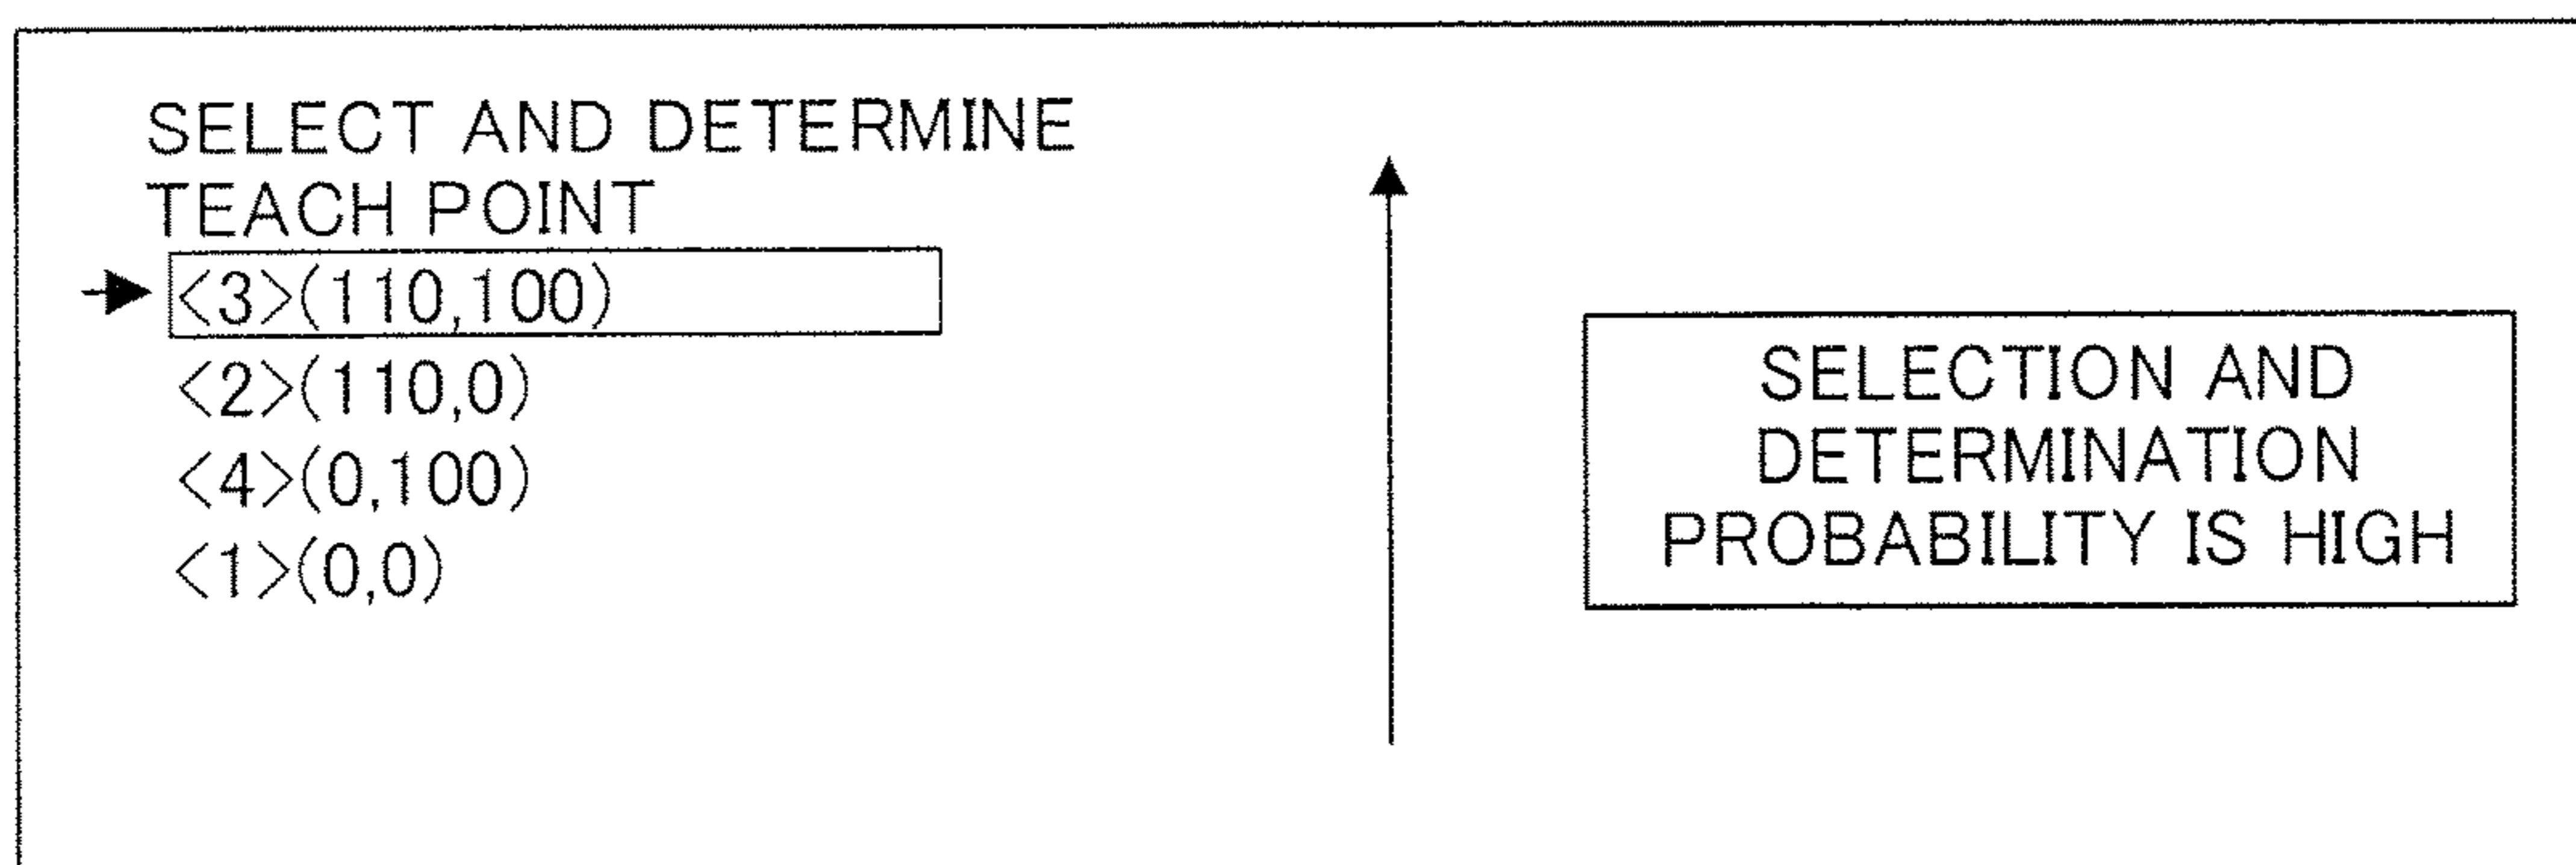 SELECT AND DETERMINE
TEACH POINT
<3>(110,100)
<2>(110,0)
<4>(0,100)
<1>(0,0)
SELECTION AND
DETERMINATION
PROBABILITY IS HIGH